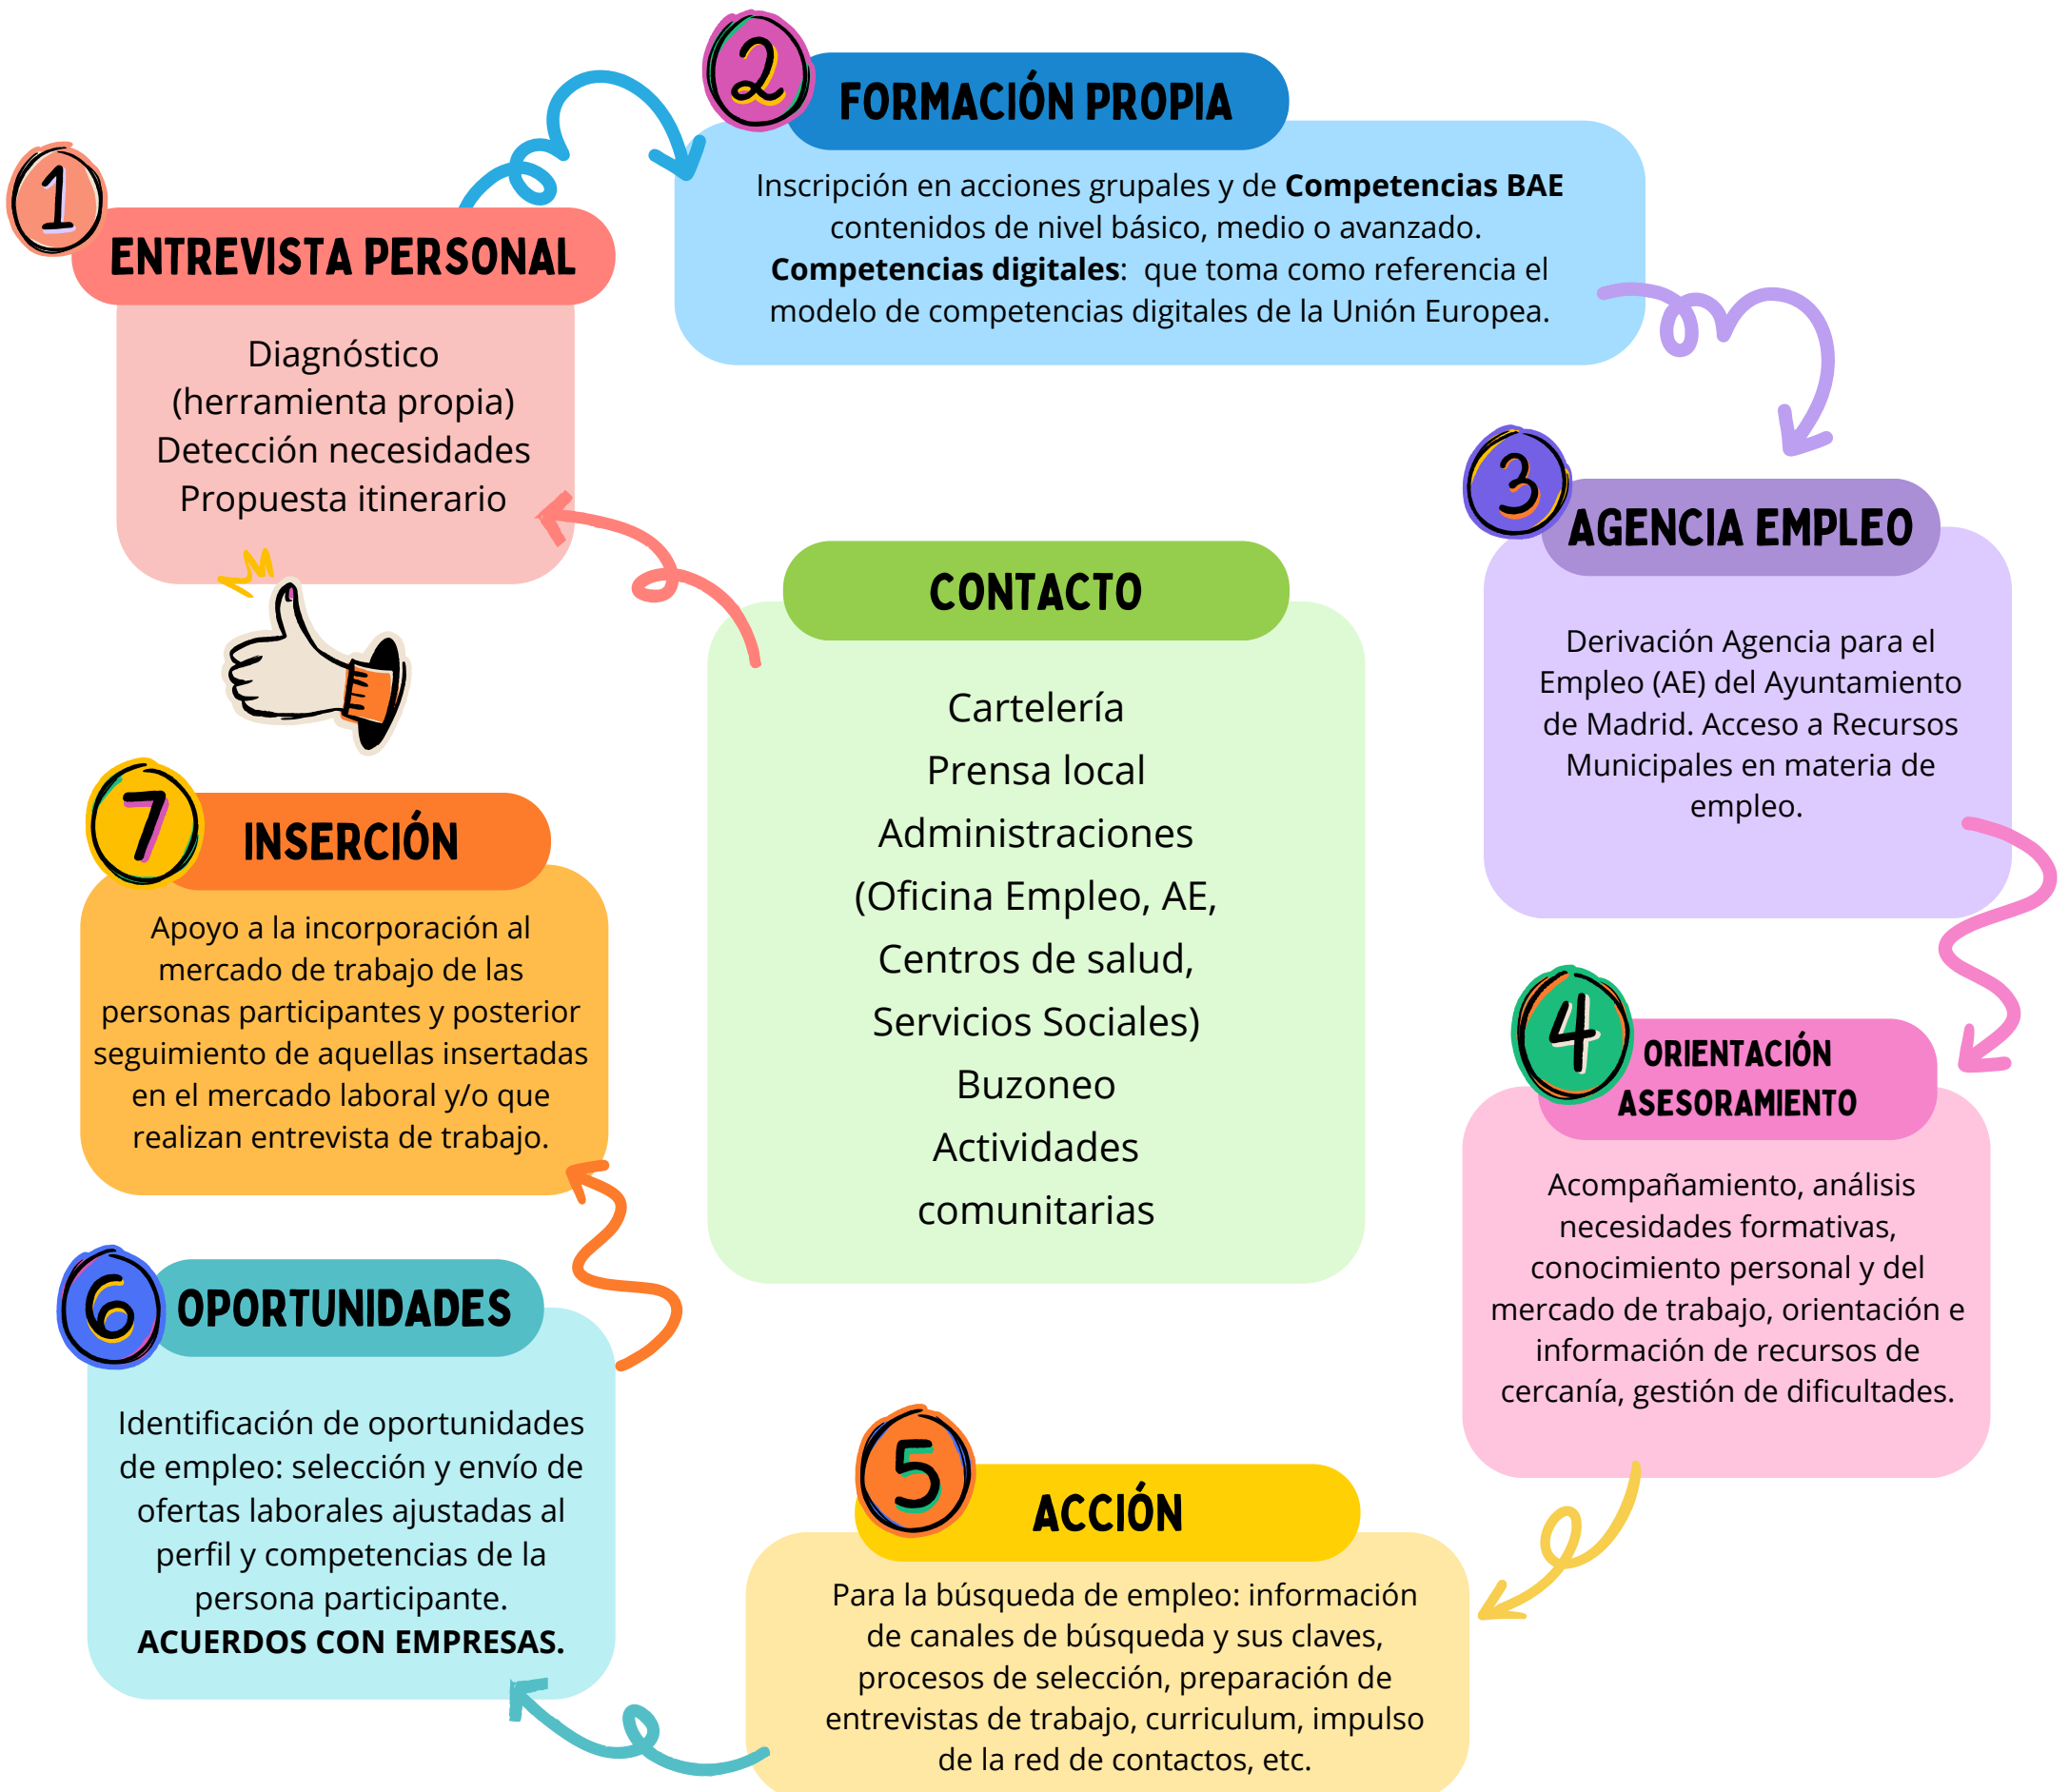 1
ENTREVISTA PERSONAL
Diagnóstico
(herramienta propia)
Detección necesidades
Propuesta itinerario
2
FORMACIÓN PROPIA
Inscripción en acciones grupales y de Competencias BAE
contenidos de nivel básico, medio o avanzado.
Competencias digitales: que toma como referencia el
modelo de competencias digitales de la Unión Europea.
3
AGENCIA EMPLEO
Derivación Agencia para el
Empleo (AE) del Ayuntamiento
de Madrid. Acceso a Recursos
Municipales en materia de
empleo.
CONTACTO
Cartelería
Prensa local
Administraciones
(Oficina Empleo, AE,
Centros de salud,
Servicios Sociales)
Buzoneo
Actividades
comunitarias
4
ORIENTACIÓN
ASESORAMIENTO
Acompañamiento, análisis
necesidades formativas,
conocimiento personal y del
mercado de trabajo, orientación e
información de recursos de
cercanía, gestión de dificultades.
5
ACCIÓN
Para la búsqueda de empleo: información
de canales de búsqueda y sus claves,
procesos de selección, preparación de
entrevistas de trabajo, curriculum, impulso
de la red de contactos, etc.
6
OPORTUNIDADES
Identificación de oportunidades
de empleo: selección y envío de
ofertas laborales ajustadas al
perfil y competencias de la
persona participante.
ACUERDOS CON EMPRESAS.
7
INSERCIÓN
Apoyo a la incorporación al
mercado de trabajo de las
personas participantes y posterior
seguimiento de aquellas insertadas
en el mercado laboral y/o que
realizan entrevista de trabajo.